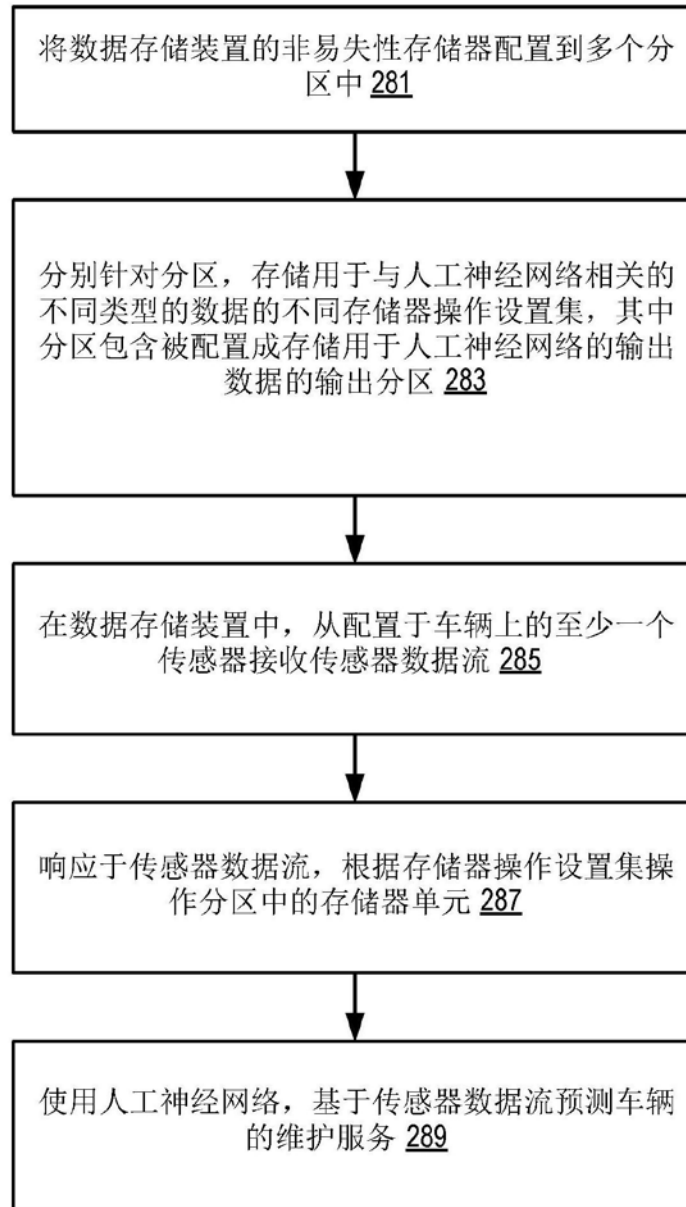 将数据存储装置的非易失性存储器配置到多个分
区中 281
分别针对分区，存储用于与人工神经网络相关的
不同类型的数据的不同存储器操作设置集，其中
分区包含被配置成存储用于人工神经网络的输出
数据的输出分区 283
在数据存储装置中，从配置于车辆上的至少一个
传感器接收传感器数据流 285
响应于传感器数据流，根据存储器操作设置集操
作分区中的存储器单元 287
使用人工神经网络，基于传感器数据流预测车辆
的维护服务 289